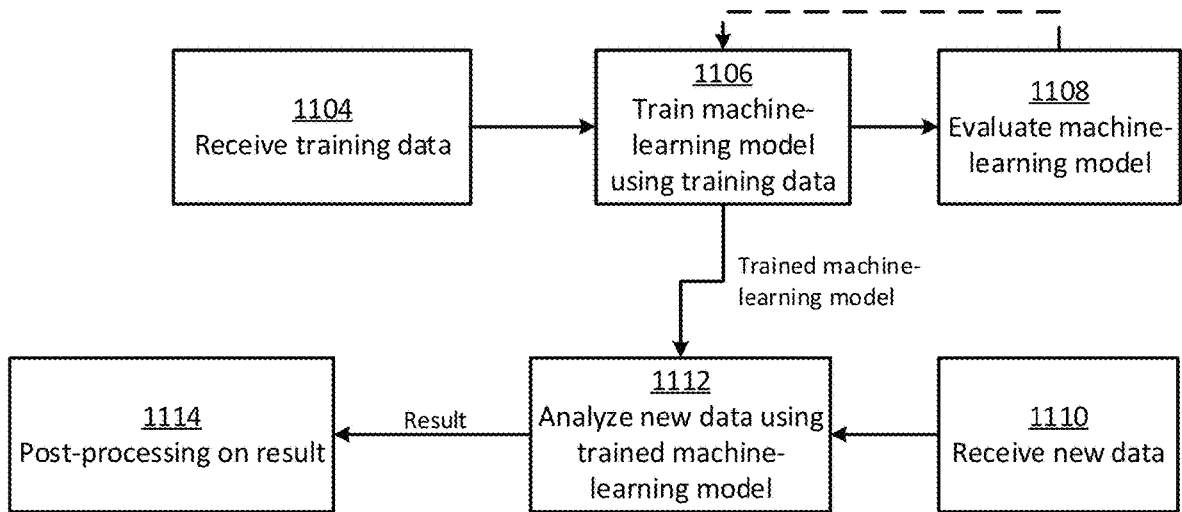 1104
Receive training data
1106
Train machine-
learning model
using training data
1108
Evaluate machine-
learning model
Trained machine-
learning model
1114
Post-processing on result
Result
1112
Analyze new data using
trained machine-
learning model
1110
Receive new data